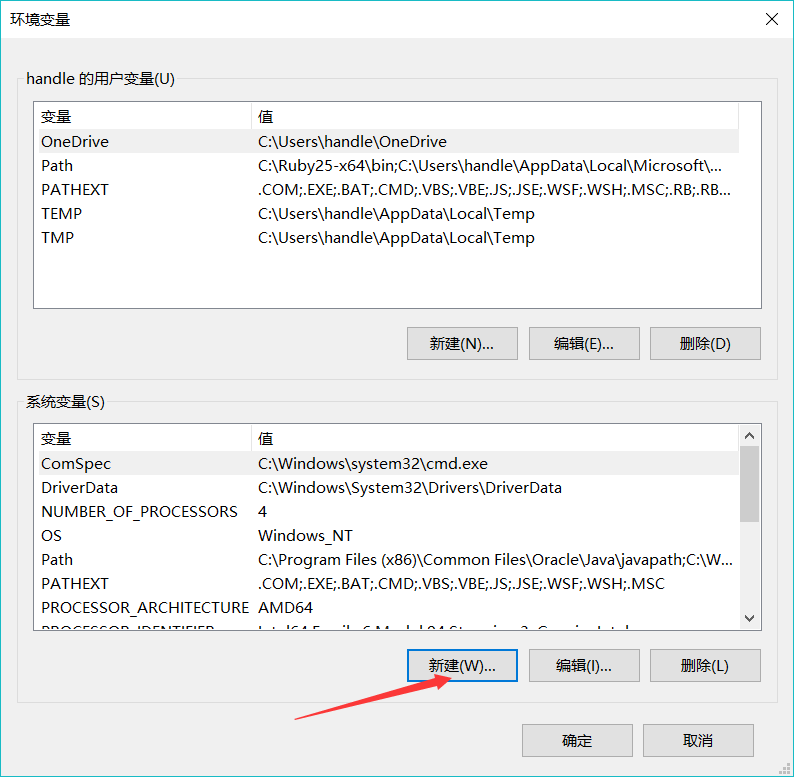 环境变量
handle 的用户变量(U)
变量 值
OneDrive C:\Users\handle\OneDrive
Path C:\Ruby25-x64\bin;C:\Users\handle\AppData\Local\Microsoft\...
PATHEXT .COM;.EXE;.BAT;.CMD;.VBS;.VBE;.JS;.JSE;.WSF;.WSH;.MSC;.RB;.RB...
TEMP C:\Users\handle\AppData\Local\Temp
TMP C:\Users\handle\AppData\Local\Temp
新建(N)... 编辑(E)... 删除(D)
系统变量(S)
变量 值
ComSpec C:\Windows\system32\cmd.exe
DriverData C:\Windows\System32\Drivers\DriverData
NUMBER_OF_PROCESSORS 4
OS Windows_NT
Path C:\Program Files (x86)\Common Files\Oracle\Java\javapath;C:\W...
PATHEXT .COM;.EXE;.BAT;.CMD;.VBS;.VBE;.JS;.JSE;.WSF;.WSH;.MSC
PROCESSOR_ARCHITECTURE AMD64
PROCESSOR_IDENTIFIER
新建(W)... 编辑(I)... 删除(L)
确定 取消